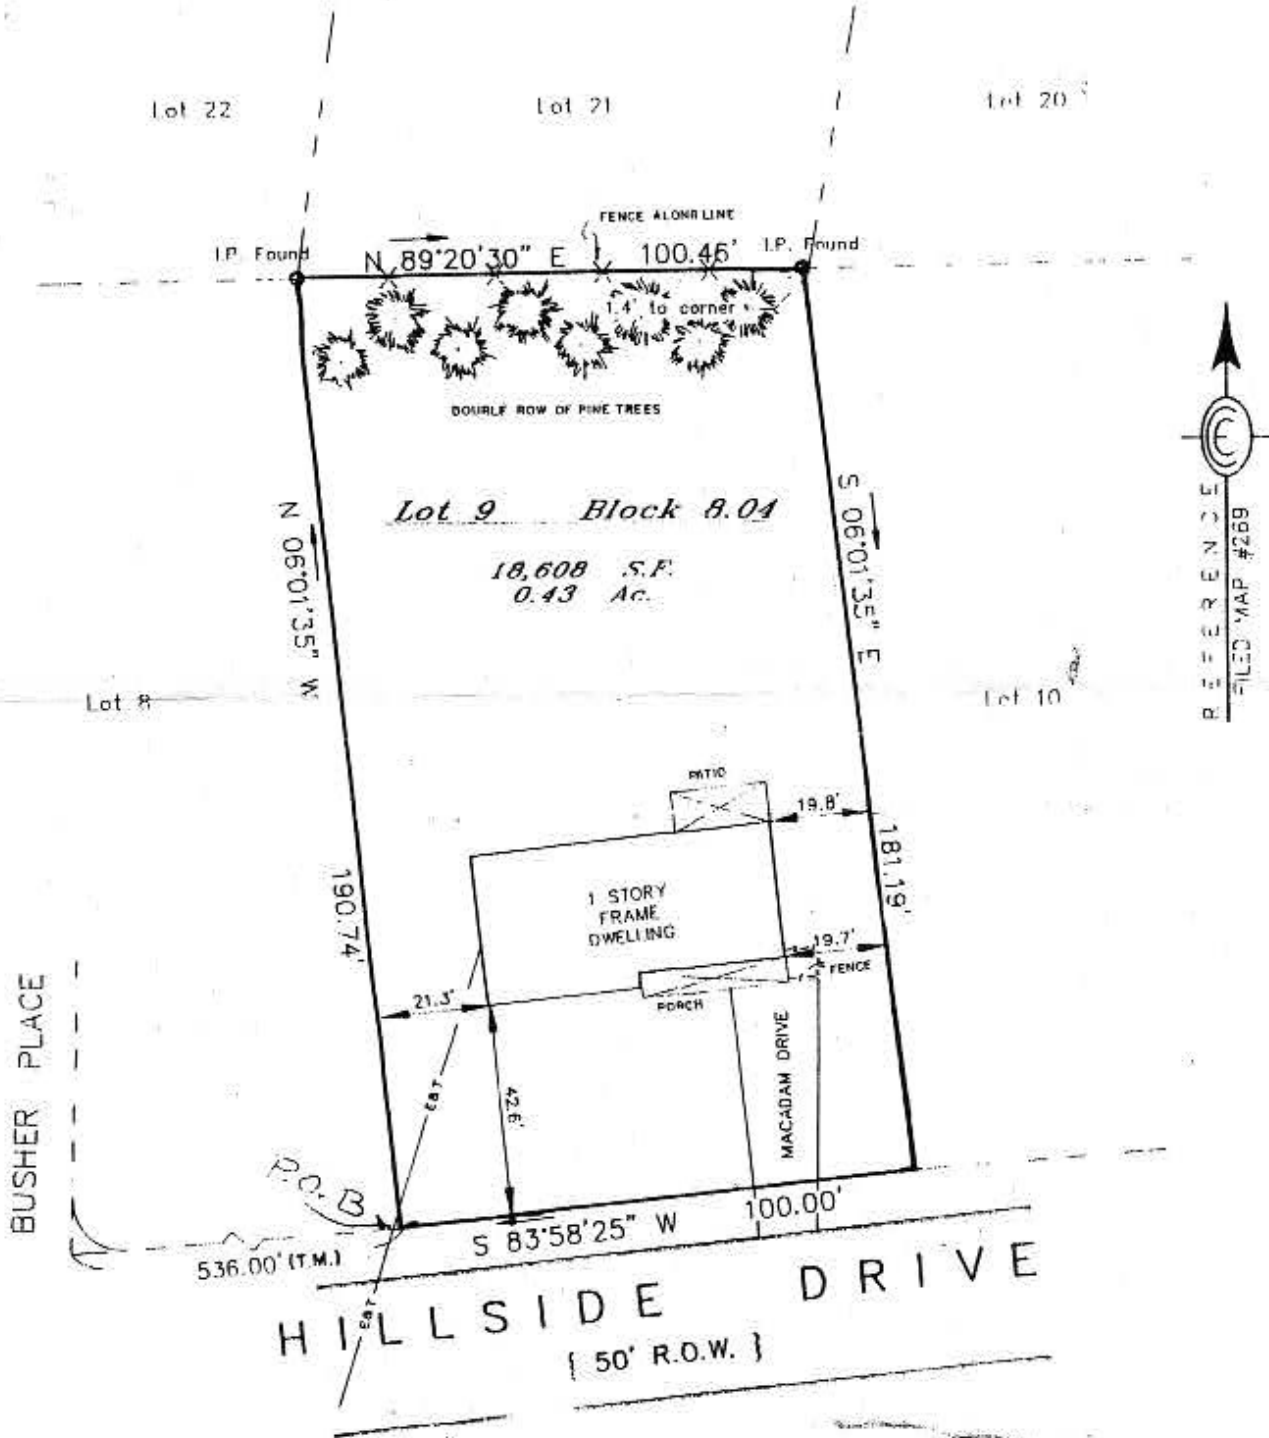 Lot 22
Lot 21
Lot 20
FENCE ALONG LINE
I.P. Found
N 89°20'30" E 100.46'
I.P. Found
1.4' to corner
DOUBLE ROW OF PINE TREES
Lot 9 Block 8.04
18,608 S.F.
0.43 Ac.
N 06°01'35" W
190.74'
S 06°01'35" E
181.19'
REFERENCE
FILED MAP #269
Lot 8
Lot 10
PATIO
19.8'
1 STORY
FRAME
DWELLING
19.7'
FENCE
21.3'
PORCH
E&T
42.6'
MACADAM DRIVE
BUSHER PLACE
P.O.B
536.00' (T.M.)
S 83°58'25" W
100.00'
E&T
HILLSIDE DRIVE
{ 50' R.O.W. }